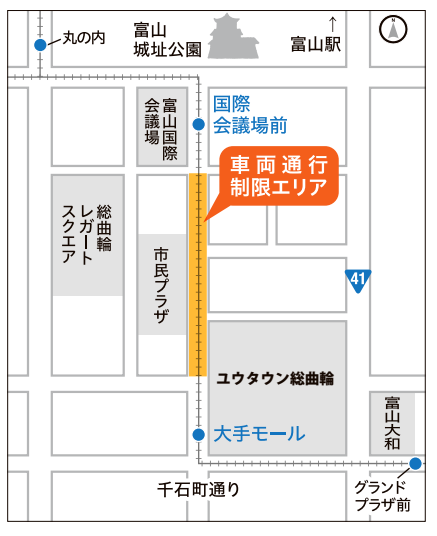 丸の内
富山
城址公園
↑
富山駅
N
富山国際
会議場
国際
会議場前
車両通行
制限エリア
総曲輪
レガート
スクエア
市民プラザ
41
ユウタウン総曲輪
大手モール
富山大和
千石町通り
グランド
プラザ前